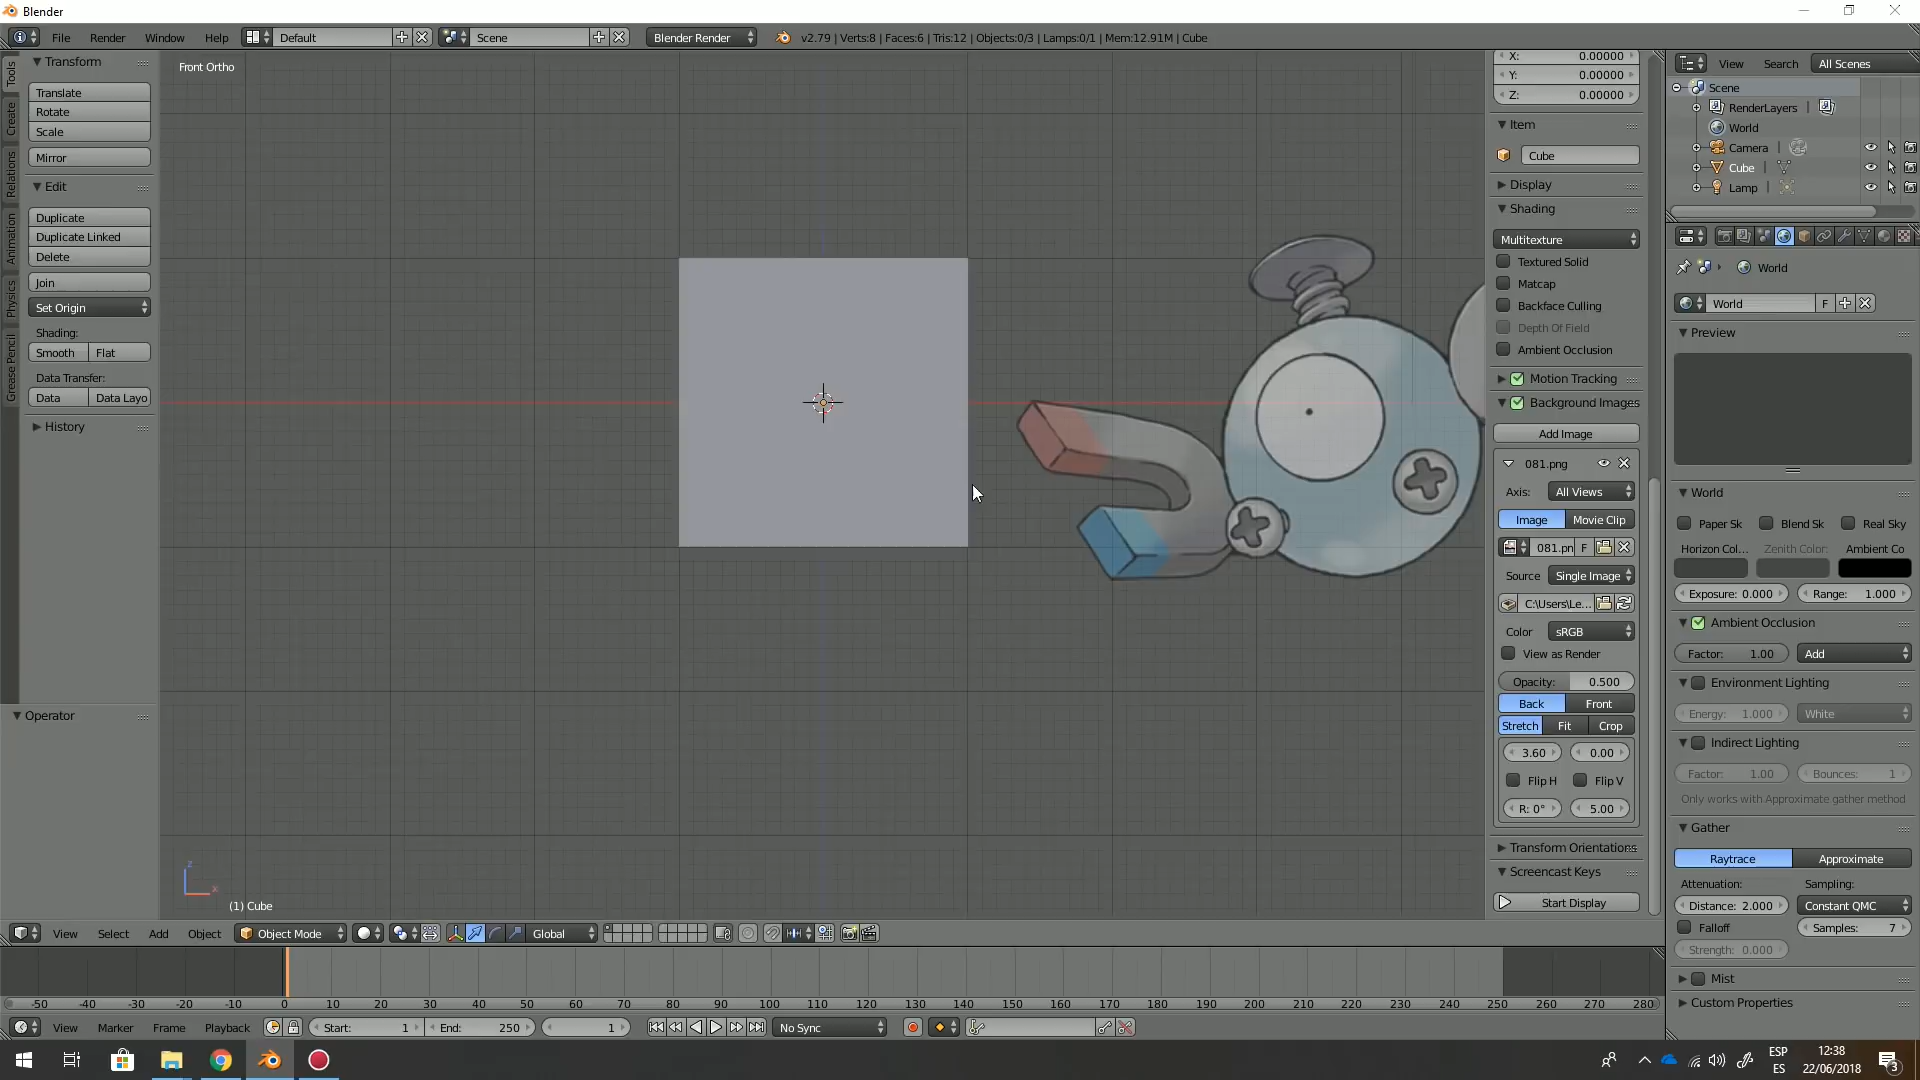 Blender
File Render Window Help Default Scene Blender Render v2.79 | Verts:8 | Faces:6 | Tris:12 | Objects:0/3 | Lamps:0/1 | Mem:12.91M | Cube
Tools
Create
Relations
Animation
Physics
Grease Pencil
Transform
Translate
Rotate
Scale
Mirror
Edit
Duplicate
Duplicate Linked
Delete
Join
Set Origin
Shading:
Smooth Flat
Data Transfer:
Data Data Layo
History
Operator
Front Ortho
z
x
(1) Cube
X: 0.00000
Y: 0.00000
Z: 0.00000
Item
Cube
Display
Shading
Multitexture
Textured Solid
Matcap
Backface Culling
Depth Of Field
Ambient Occlusion
Motion Tracking
Background Images
Add Image
081.png
Axis: All Views
Image Movie Clip
081.pn F
Source Single Image
C:\Users\Le...
Color sRGB
View as Render
Opacity: 0.500
Back Front
Stretch Fit Crop
3.60 0.00
Flip H Flip V
R: 0° 5.00
Transform Orientations
Screencast Keys
Start Display
View Search All Scenes
Scene
RenderLayers |
World
Camera |
Cube |
Lamp |
World
World F
Preview
World
Paper Sk Blend Sk Real Sky
Horizon Col... Zenith Color: Ambient Co
Exposure: 0.000 Range: 1.000
Ambient Occlusion
Factor: 1.00 Add
Environment Lighting
Energy: 1.000 White
Indirect Lighting
Factor: 1.00 Bounces: 1
Only works with Approximate gather method
Gather
Raytrace Approximate
Attenuation: Sampling:
Distance: 2.000 Constant QMC
Falloff Samples: 7
Strength: 0.000
Mist
Custom Properties
View Select Add Object Object Mode Global
-50 -40 -30 -20 -10 0 10 20 30 40 50 60 70 80 90 100 110 120 130 140 150 160 170 180 190 200 210 220 230 240 250 260 270 280
View Marker Frame Playback Start: 1 End: 250 1 No Sync
ESP
ES
12:38
22/06/2018
3